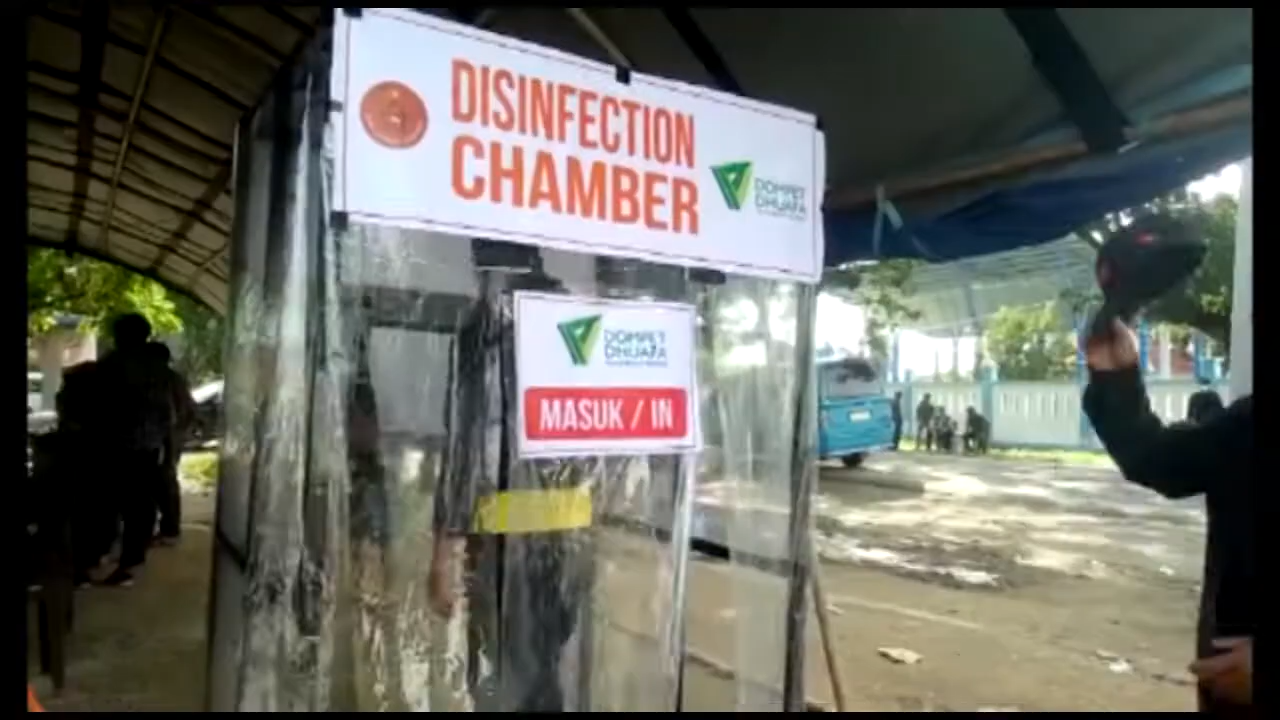 DISINFECTION
CHAMBER
DOMPET
DHUAFA
DOMPET
DHUAFA
MASUK / IN